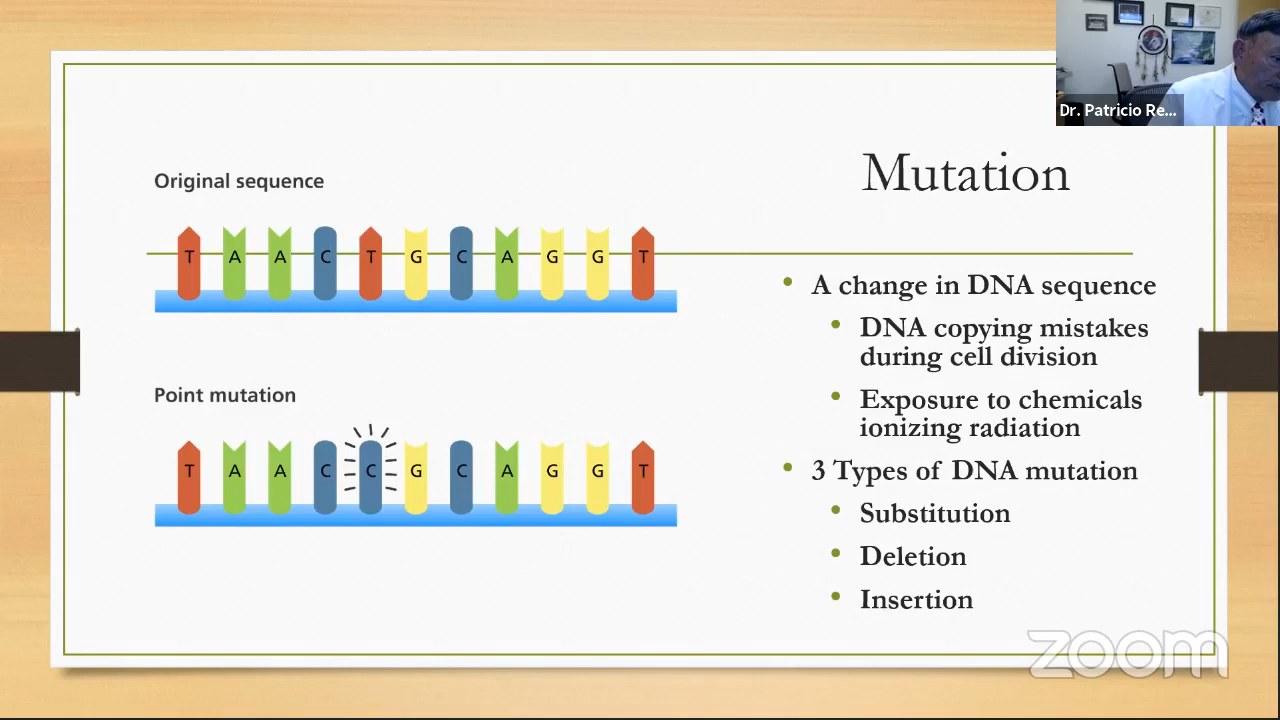 Dr. Patricio Re...
Mutation
Original sequence
T A A C T G C A G G T
Point mutation
T A A C C G C A G G T
• A change in DNA sequence
• DNA copying mistakes
during cell division
• Exposure to chemicals
ionizing radiation
• 3 Types of DNA mutation
• Substitution
• Deletion
• Insertion
zoom